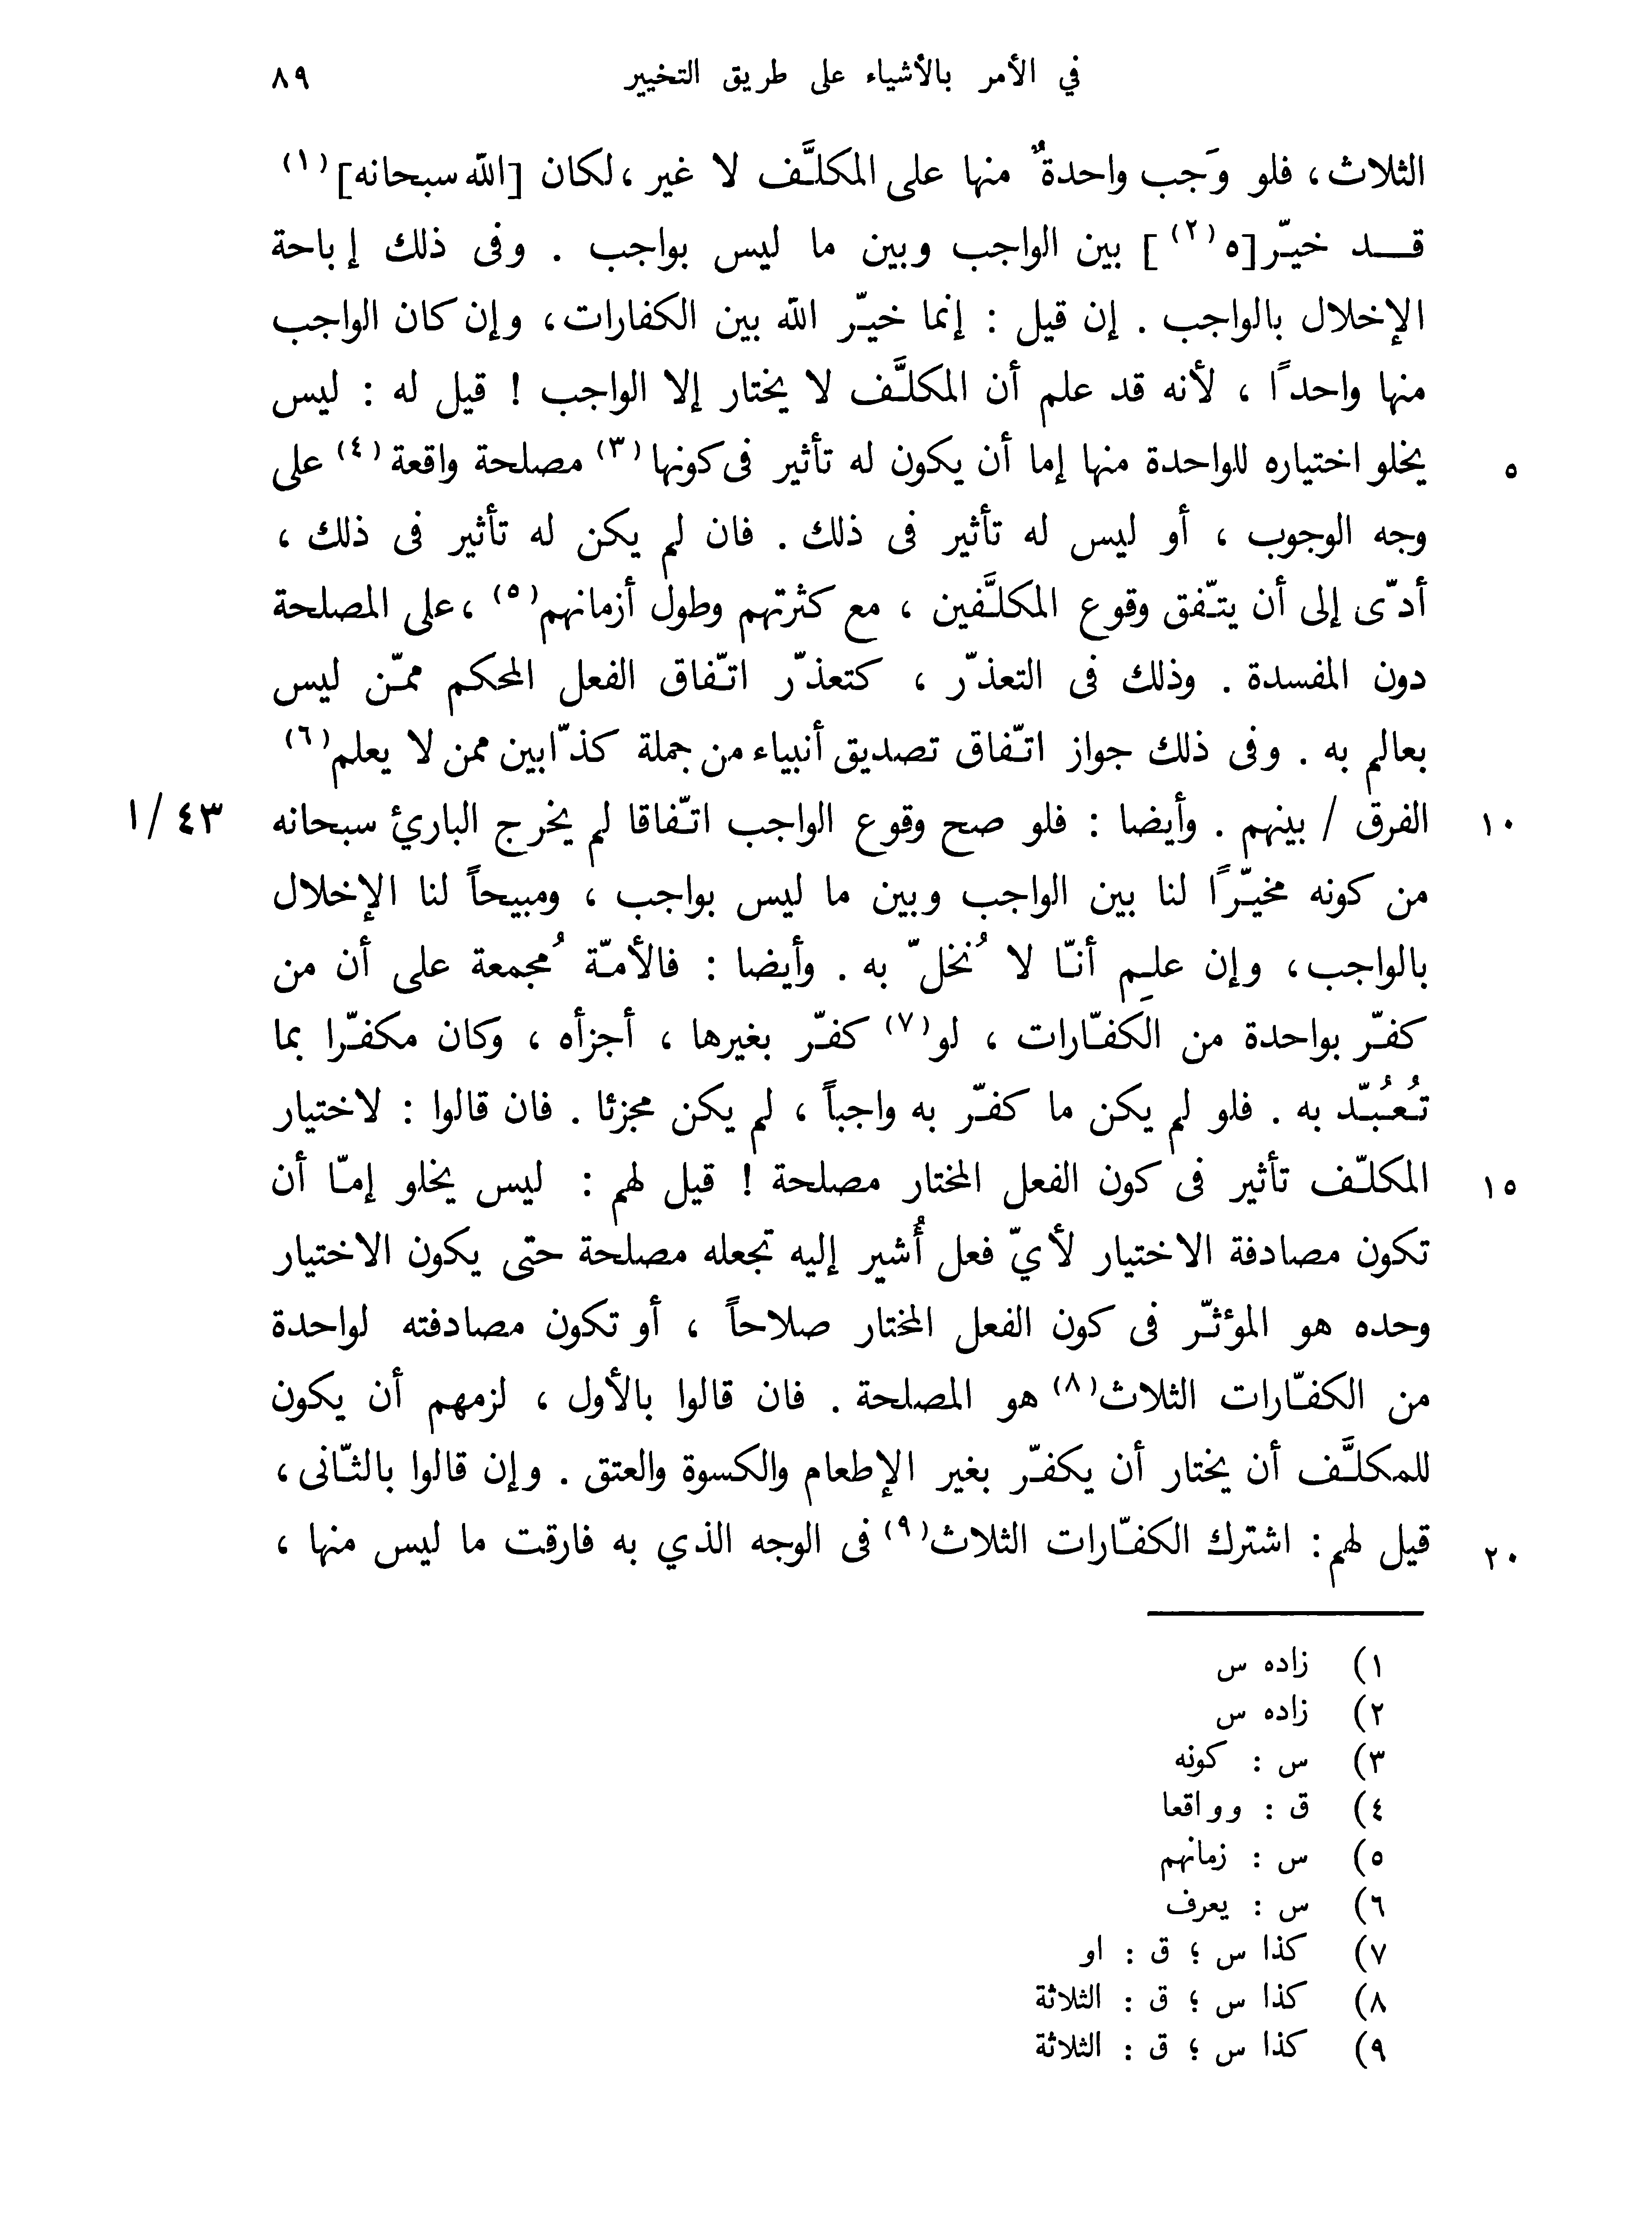 في الأمر بالأشياء على طريق التخيير ٨٩
الثلاث، فلو وَجب واحدةٌ منها على المكلَّف لا غير، لكان [الله سبحانه](١)
قد خيّر[ه(٢)] بين الواجب وبين ما ليس بواجب . وفى ذلك إباحة
الإخلال بالواجب . إن قيل : إنما خيّر الله بين الكفارات، وإن كان الواجب
منها واحدًا ، لأنه قد علم أن المكلَّف لا يختار إلا الواجب ! قيل له : ليس
يخلو اختياره للواحدة منها إما أن يكون له تأثير فى كونها(٣) مصلحة واقعة(٤) على ٥
وجه الوجوب ، أو ليس له تأثير فى ذلك . فان لم يكن له تأثير فى ذلك ،
أدّى إلى أن يتّفق وقوع المكلَّفين ، مع كثرتهم وطول أزمانهم(٥) ، على المصلحة
دون المفسدة . وذلك فى التعذّر ، كتعذّر اتّفاق الفعل المحكم ممّن ليس
بعالم به . وفى ذلك جواز اتّفاق تصديق أنبياء من جملة كذّابين ممن لا يعلم(٦)
الفرق / بينهم . وأيضا : فلو صح وقوع الواجب اتّفاقا لم يخرج البارئ سبحانه ١٠ ٤٣/ا
من كونه مخيّرًا لنا بين الواجب وبين ما ليس بواجب ، ومبيحاً لنا الإخلال
بالواجب، وإن علِم أنّا لا نُخلّ به . وأيضا : فالأمّة مُجمعة على أن من
كفّر بواحدة من الكفّارات ، لو(٧) كفّر بغيرها ، أجزأه ، وكان مكفّرا بما
تُعُبّد به . فلو لم يكن ما كفّر به واجباً ، لم يكن مجزئا . فان قالوا : لاختيار
المكلّف تأثير فى كون الفعل المختار مصلحة ! قيل لهم : ليس يخلو إمّا أن ١٥
تكون مصادفة الاختيار لأيّ فعل أُشير إليه تجعله مصلحة حتى يكون الاختيار
وحده هو المؤثّر فى كون الفعل المختار صلاحاً ، أو تكون مصادفته لواحدة
من الكفّارات الثلاث(٨) هو المصلحة . فان قالوا بالأول ، لزمهم أن يكون
للمكلَّف أن يختار أن يكفّر بغير الإطعام والكسوة والعتق . وإن قالوا بالثّانى،
قيل لهم: اشترك الكفّارات الثلاث(٩) فى الوجه الذي به فارقت ما ليس منها ، ٢٠
١) زاده س
٢) زاده س
٣) س : كونه
٤) ق : وواقعا
٥) س : زمانهم
٦) س : يعرف
٧) كذا س ؛ ق : او
٨) كذا س ؛ ق : الثلاثة
٩) كذا س ؛ ق : الثلاثة